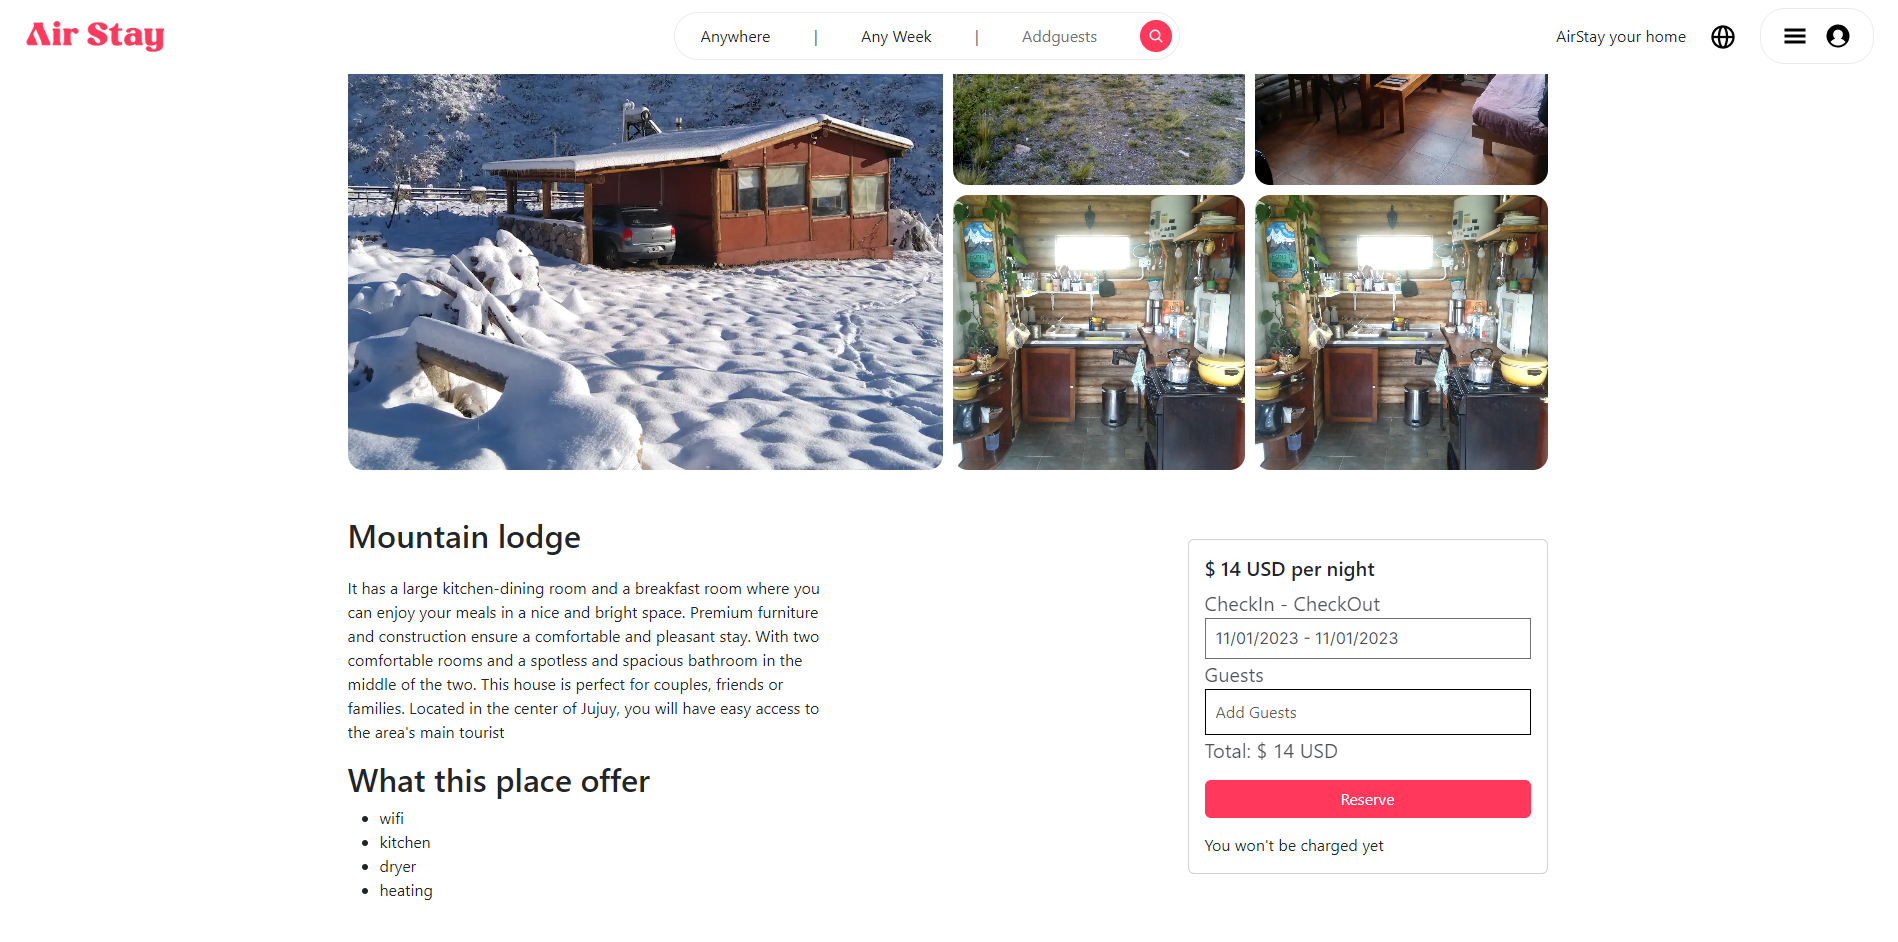 Air Stay
Anywhere | Any Week | Addguests
AirStay your home
Mountain lodge
It has a large kitchen-dining room and a breakfast room where you
can enjoy your meals in a nice and bright space. Premium furniture
and construction ensure a comfortable and pleasant stay. With two
comfortable rooms and a spotless and spacious bathroom in the
middle of the two. This house is perfect for couples, friends or
families. Located in the center of Jujuy, you will have easy access to
the area's main tourist
What this place offer
• wifi
• kitchen
• dryer
• heating
$ 14 USD per night
CheckIn - CheckOut
11/01/2023 - 11/01/2023
Guests
Add Guests
Total: $ 14 USD
Reserve
You won't be charged yet